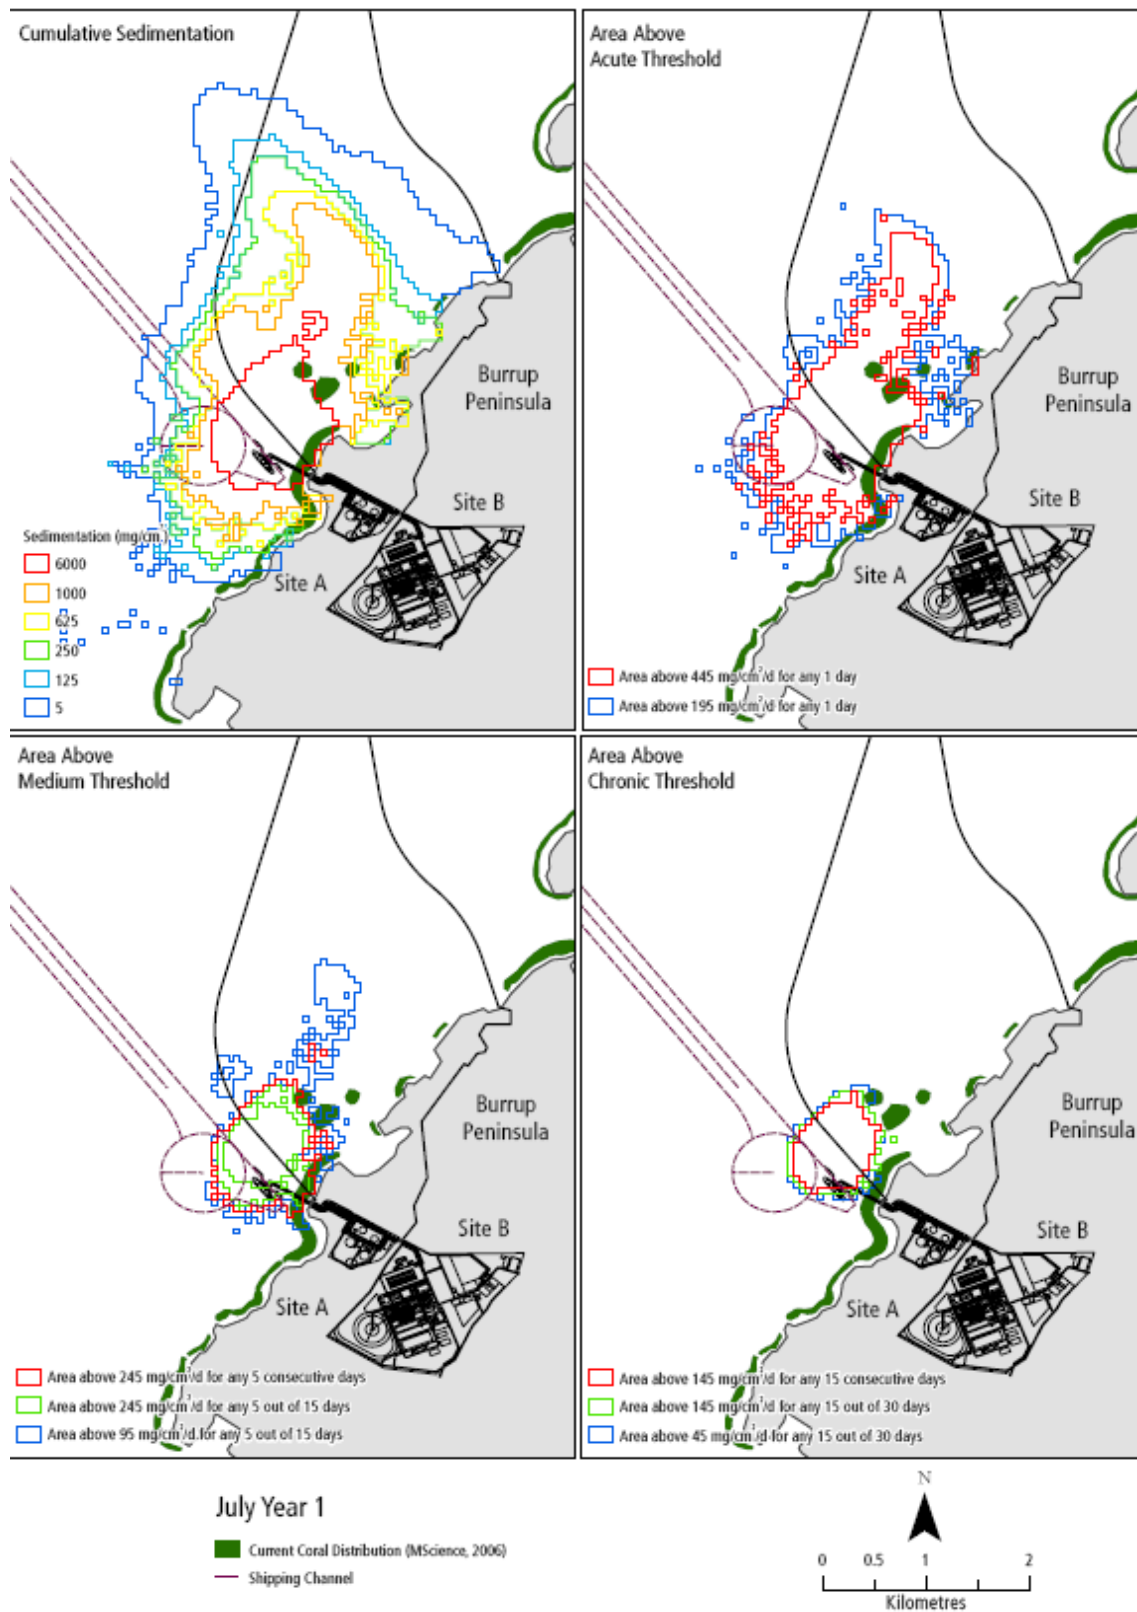 Cumulative Sedimentation
Burrup
Peninsula
Site B
Site A
Sedimentation (mg/cm²)
6000
1000
625
250
125
5
Area Above
Acute Threshold
Burrup
Peninsula
Site B
Site A
Area above 445 mg/cm²/d for any 1 day
Area above 195 mg/cm²/d for any 1 day
Area Above
Medium Threshold
Burrup
Peninsula
Site B
Site A
Area above 245 mg/cm²/d for any 5 consecutive days
Area above 245 mg/cm²/d for any 5 out of 15 days
Area above 95 mg/cm²/d for any 5 out of 15 days
Area Above
Chronic Threshold
Burrup
Peninsula
Site B
Site A
Area above 145 mg/cm²/d for any 15 consecutive days
Area above 145 mg/cm²/d for any 15 out of 30 days
Area above 45 mg/cm²/d for any 15 out of 30 days
July Year 1
Current Coral Distribution (MScience, 2006)
Shipping Channel
N
0 0.5 1 2
Kilometres